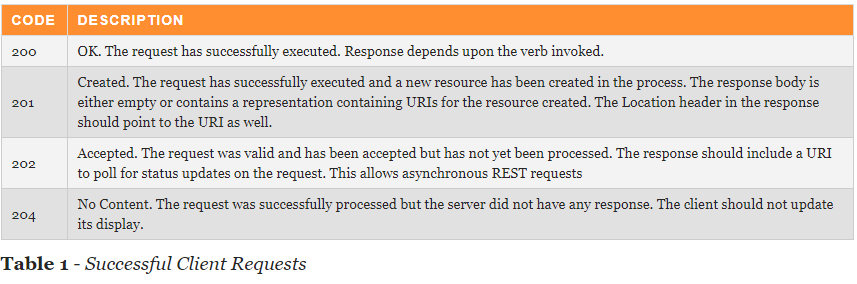 CODE DESCRIPTION
200 OK. The request has successfully executed. Response depends upon the verb invoked.
Created. The request has successfully executed and a new resource has been created in the process. The response body is
201 either empty or contains a representation containing URIs for the resource created. The Location header in the response
should point to the URI as well.
202 Accepted. The request was valid and has been accepted but has not yet been processed. The response should include a URI
to poll for status updates on the request. This allows asynchronous REST requests
204 No Content. The request was successfully processed but the server did not have any response. The client should not update
its display.
Table 1 - Successful Client Requests